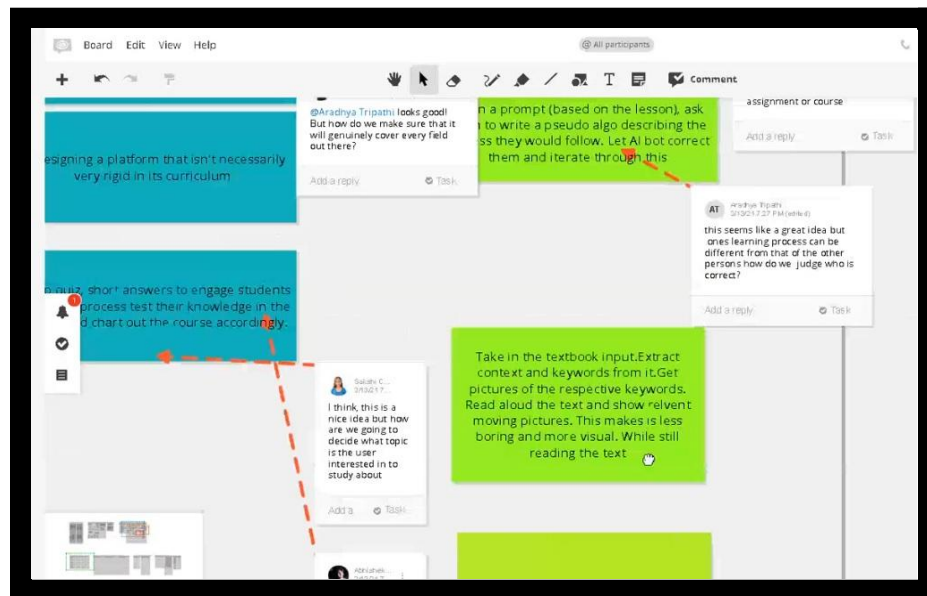 Board Edit View Help
@ All participants
T
Comment
@Aradhya Tripathi looks good!
But how do we make sure that it
will genuinely cover every field
out there?
Add a reply
Task
n a prompt (based on the lesson), ask
to write a pseudo algo describing the
ss they would follow. Let AI bot correct
them and iterate through this
assignment or course
Add a reply
Task
esigning a platform that isn't necessarily
very rigid in its curriculum
AT
Aradhya Tripathi
this seems like a great idea but
ones learning process can be
different from that of the other
persons how do we judge who is
correct?
Add a reply
Task
quiz, short answers to engage students
process test their knowledge in the
d chart out the course accordingly.
1
I think, this is a
nice idea but how
are we going to
decide what topic
is the user
interested in to
study about
Add a
Task
Take in the textbook input.Extract
context and keywords from it.Get
pictures of the respective keywords.
Read aloud the text and show relvent
moving pictures. This makes is less
boring and more visual. While still
reading the text
Abhishek...